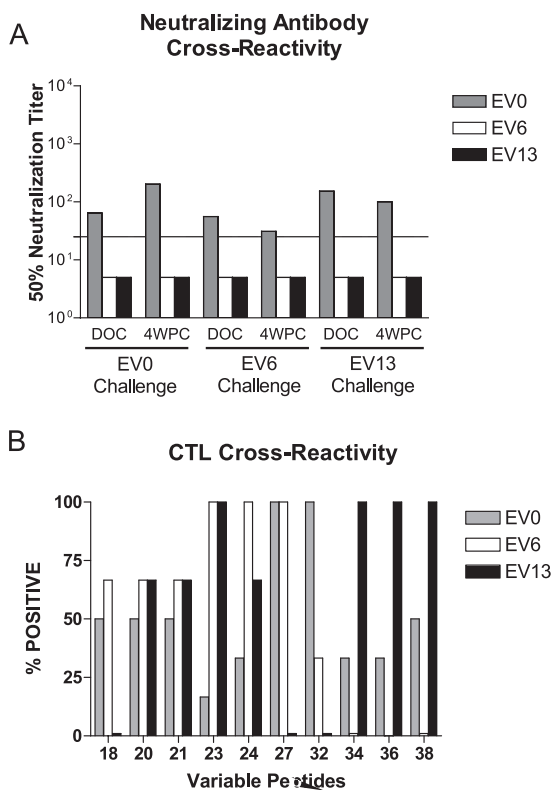 A
Neutralizing Antibody
Cross-Reactivity
10⁴
10³
10²
10¹
10⁰
50% Neutralization Titer
EV0
EV6
EV13
DOC 4WPC DOC 4WPC DOC 4WPC
EV0 EV6 EV13
Challenge Challenge Challenge
B
CTL Cross-Reactivity
100
75
50
25
0
% POSITIVE
EV0
EV6
EV13
18 20 21 23 24 27 32 34 36 38
Variable Peptides